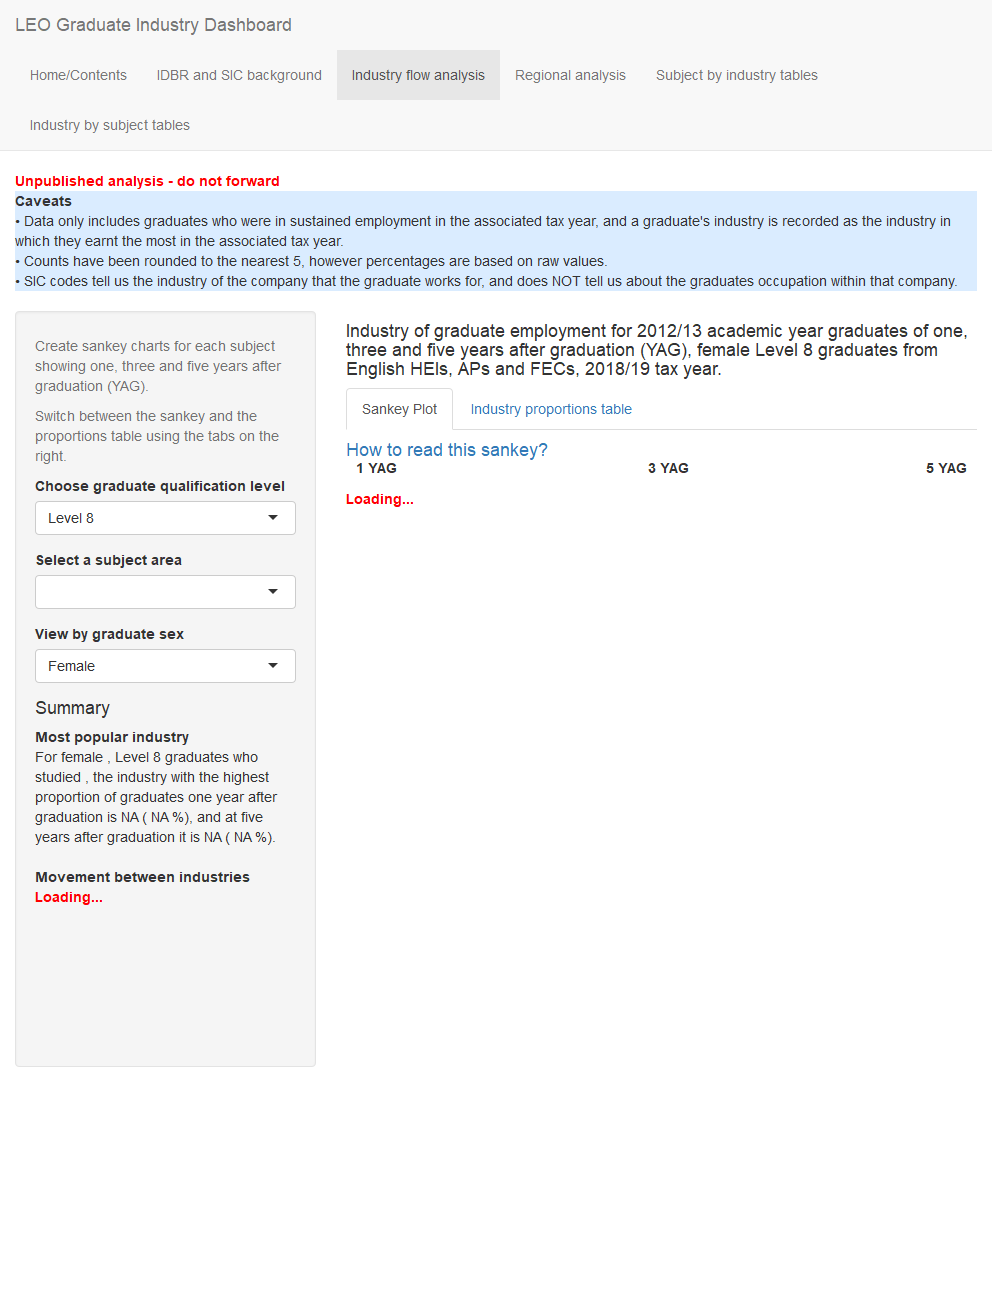 LEO Graduate Industry Dashboard
Home/Contents
IDBR and SIC background
Industry flow analysis
Regional analysis
Subject by industry tables
Industry by subject tables
Unpublished analysis - do not forward
Caveats
• Data only includes graduates who were in sustained employment in the associated tax year, and a graduate's industry is recorded as the industry in
which they earnt the most in the associated tax year.
• Counts have been rounded to the nearest 5, however percentages are based on raw values.
• SIC codes tell us the industry of the company that the graduate works for, and does NOT tell us about the graduates occupation within that company.
Create sankey charts for each subject
showing one, three and five years after
graduation (YAG).
Switch between the sankey and the
proportions table using the tabs on the
right.
Choose graduate qualification level
Level 8
Select a subject area
View by graduate sex
Female
Summary
Most popular industry
For female , Level 8 graduates who
studied , the industry with the highest
proportion of graduates one year after
graduation is NA ( NA %), and at five
years after graduation it is NA ( NA %).
Movement between industries
Loading...
Industry of graduate employment for 2012/13 academic year graduates of one,
three and five years after graduation (YAG), female Level 8 graduates from
English HEIs, APs and FECs, 2018/19 tax year.
Sankey Plot
Industry proportions table
How to read this sankey?
1 YAG
3 YAG
5 YAG
Loading...